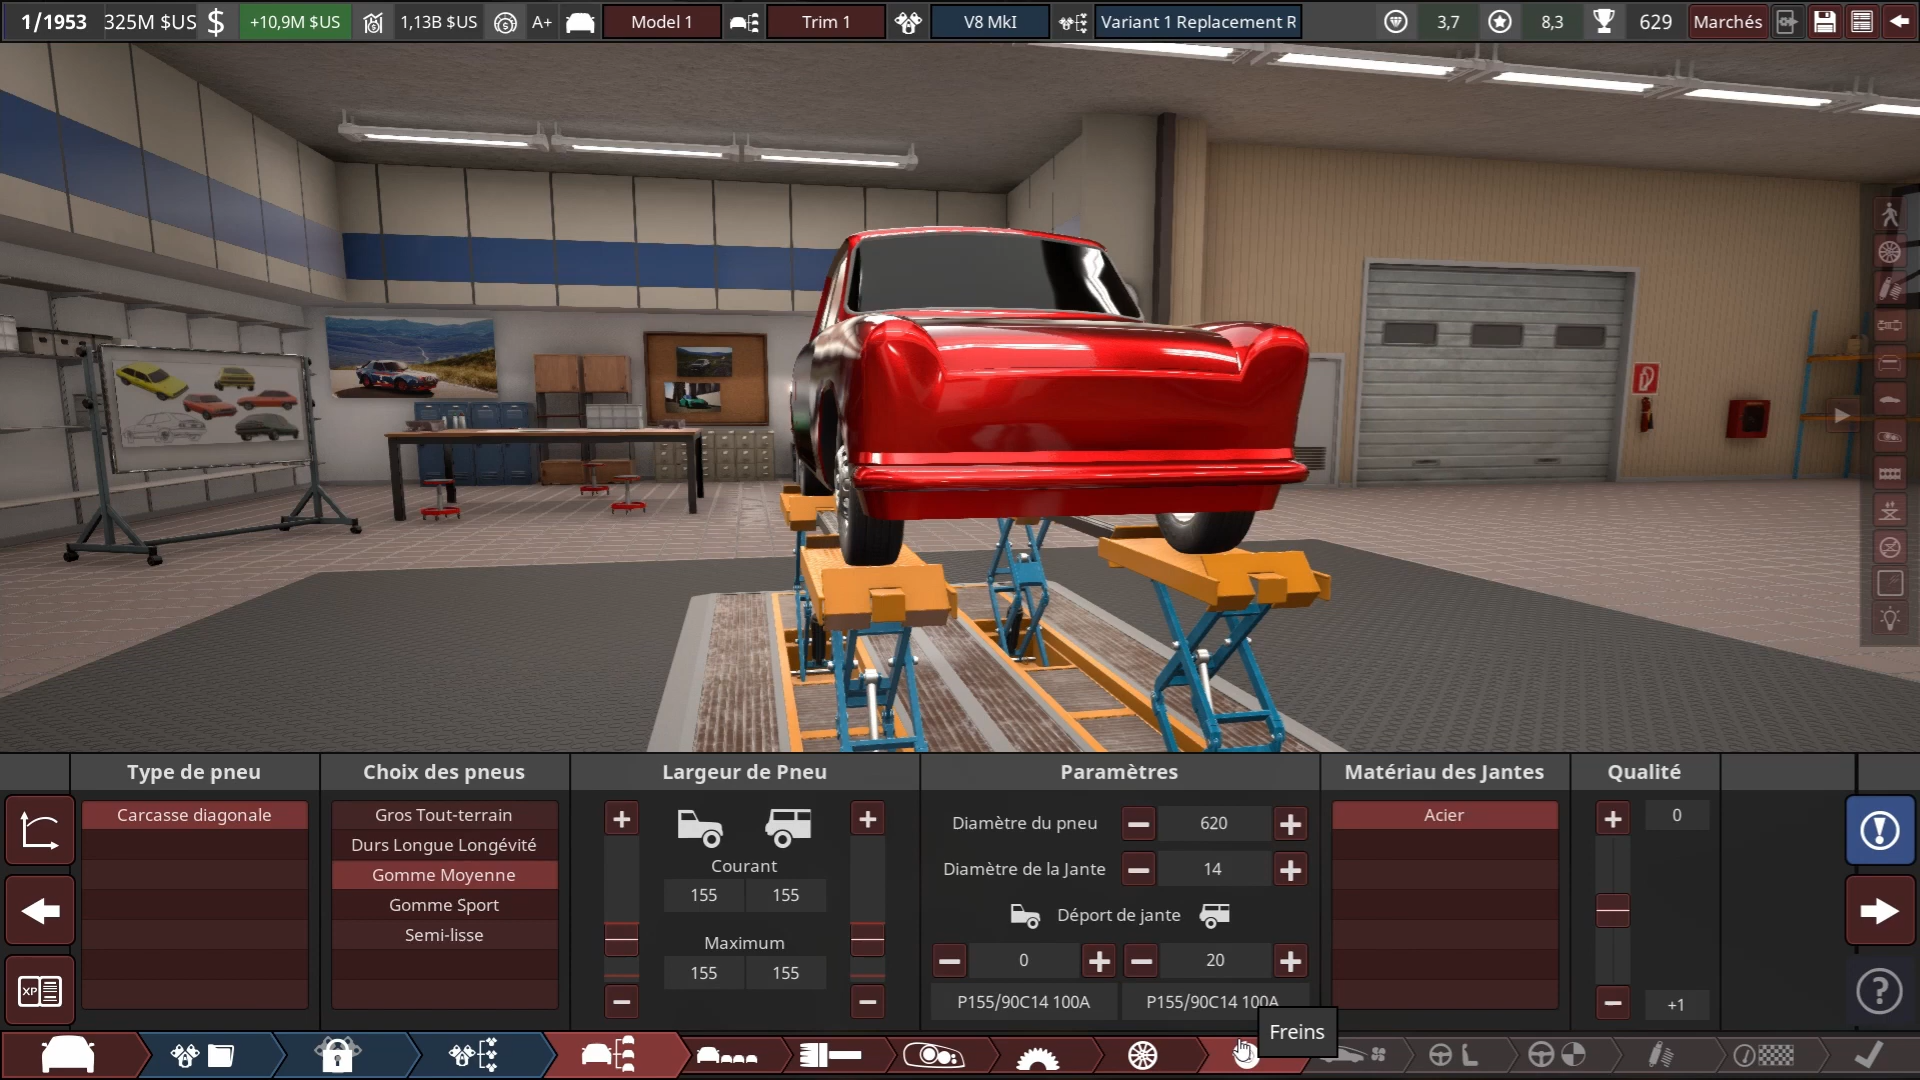 1/1953
325M $US
+10,9M $US
1,13B $US
A+
Model 1
Trim 1
V8 MkI
Variant 1 Replacement R
3,7
8,3
629
Marchés
Type de pneu
Carcasse diagonale
Choix des pneus
Gros Tout-terrain
Durs Longue Longévité
Gomme Moyenne
Gomme Sport
Semi-lisse
Largeur de Pneu
Courant
155 155
Maximum
155 155
Paramètres
Diamètre du pneu 620
Diamètre de la Jante 14
Déport de jante
0 20
P155/90C14 100A P155/90C14 100A
Matériau des Jantes
Acier
Qualité
0
+1
XP
Freins